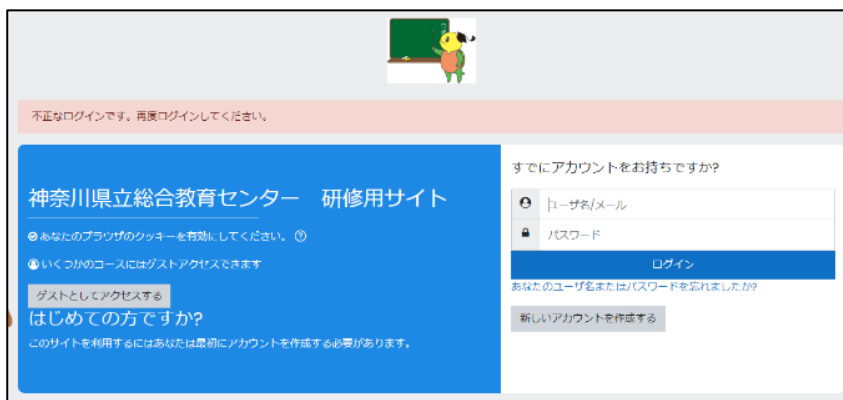 不正なログインです。再度ログインしてください。
神奈川県立総合教育センター　研修用サイト
あなたのブラウザのクッキーを有効にしてください。
いくつかのコースにはゲストアクセスできます
ゲストとしてアクセスする
はじめての方ですか?
このサイトを利用するにはあなたは最初にアカウントを作成する必要があります。
すでにアカウントをお持ちですか?
ユーザ名/メール
パスワード
ログイン
あなたのユーザ名またはパスワードを忘れましたか?
新しいアカウントを作成する